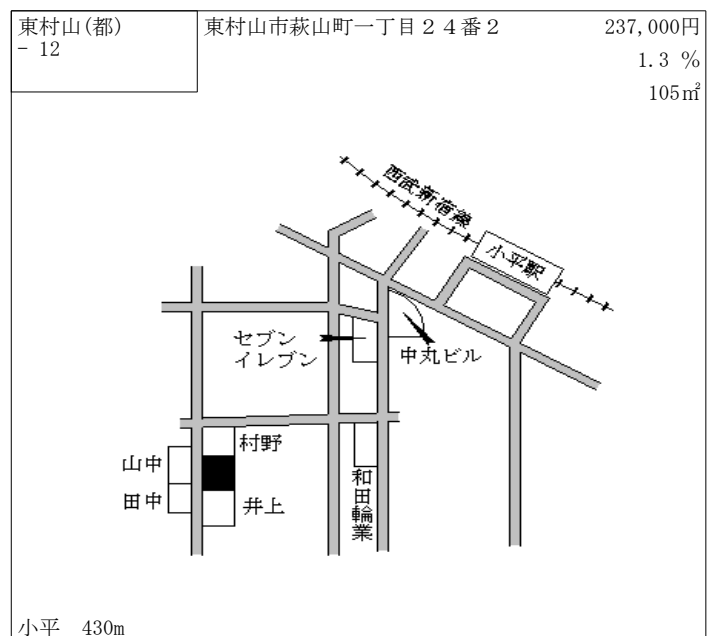 東村山(都)
- 12
東村山市萩山町一丁目２４番２
237,000円
1.3 %
105㎡
西武新宿線
小平駅
セブン
イレブン
中丸ビル
村野
山中
田中
井上
和田輪業
小平　430m